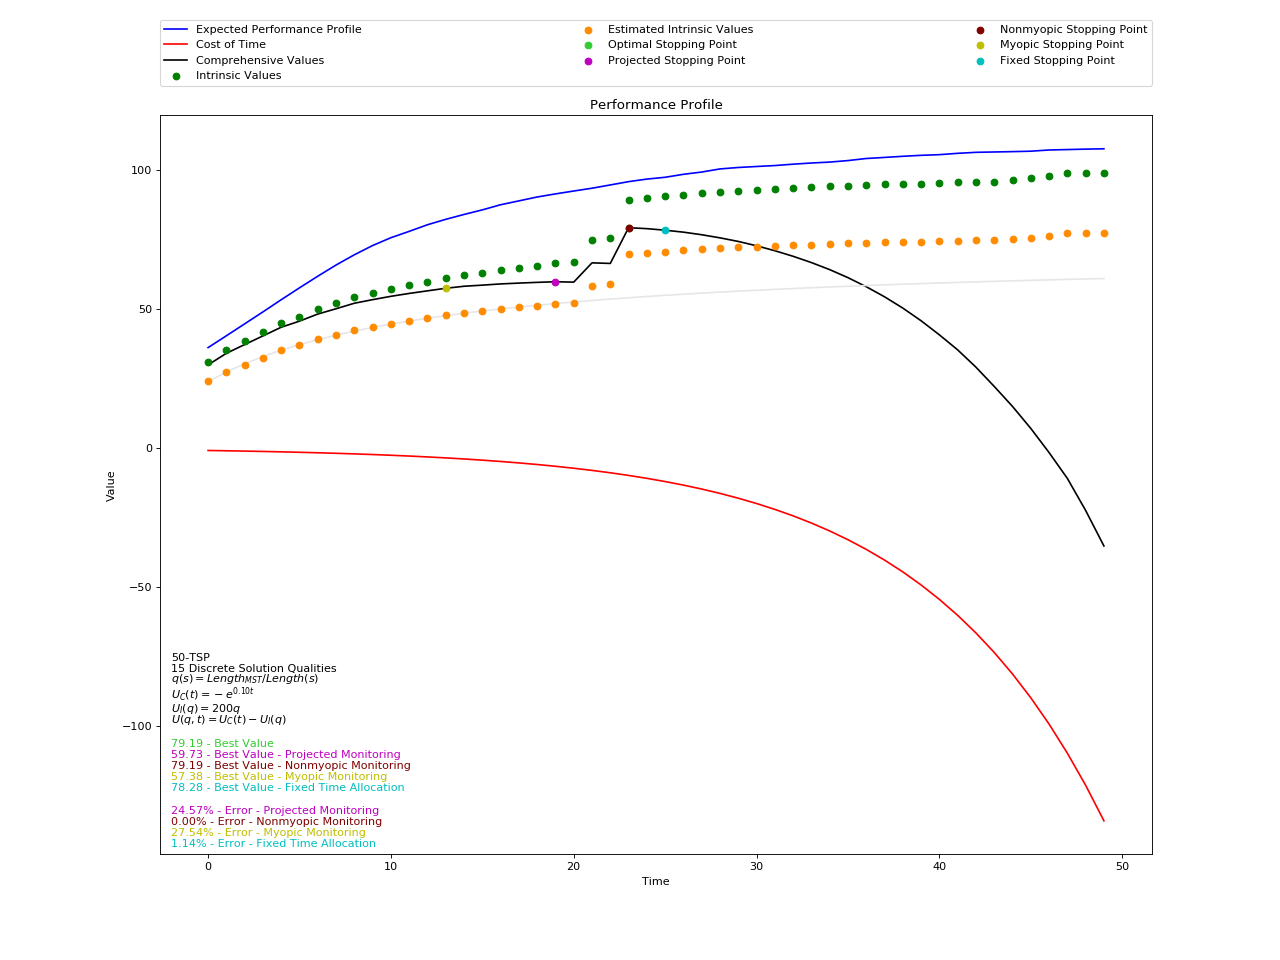 Expected Performance Profile
Cost of Time
Comprehensive Values
Intrinsic Values
Estimated Intrinsic Values
Optimal Stopping Point
Projected Stopping Point
Nonmyopic Stopping Point
Myopic Stopping Point
Fixed Stopping Point
Performance Profile
100
50
0
−50
−100
Value
50-TSP
15 Discrete Solution Qualities
q(s) = Length_{MST}/Length(s)
U_C(t) = −e^{0.10t}
U_I(q) = 200q
U(q, t) = U_C(t) − U_I(q)
79.19 - Best Value
59.73 - Best Value - Projected Monitoring
79.19 - Best Value - Nonmyopic Monitoring
57.38 - Best Value - Myopic Monitoring
78.28 - Best Value - Fixed Time Allocation
24.57% - Error - Projected Monitoring
0.00% - Error - Nonmyopic Monitoring
27.54% - Error - Myopic Monitoring
1.14% - Error - Fixed Time Allocation
0 10 20 30 40 50
Time